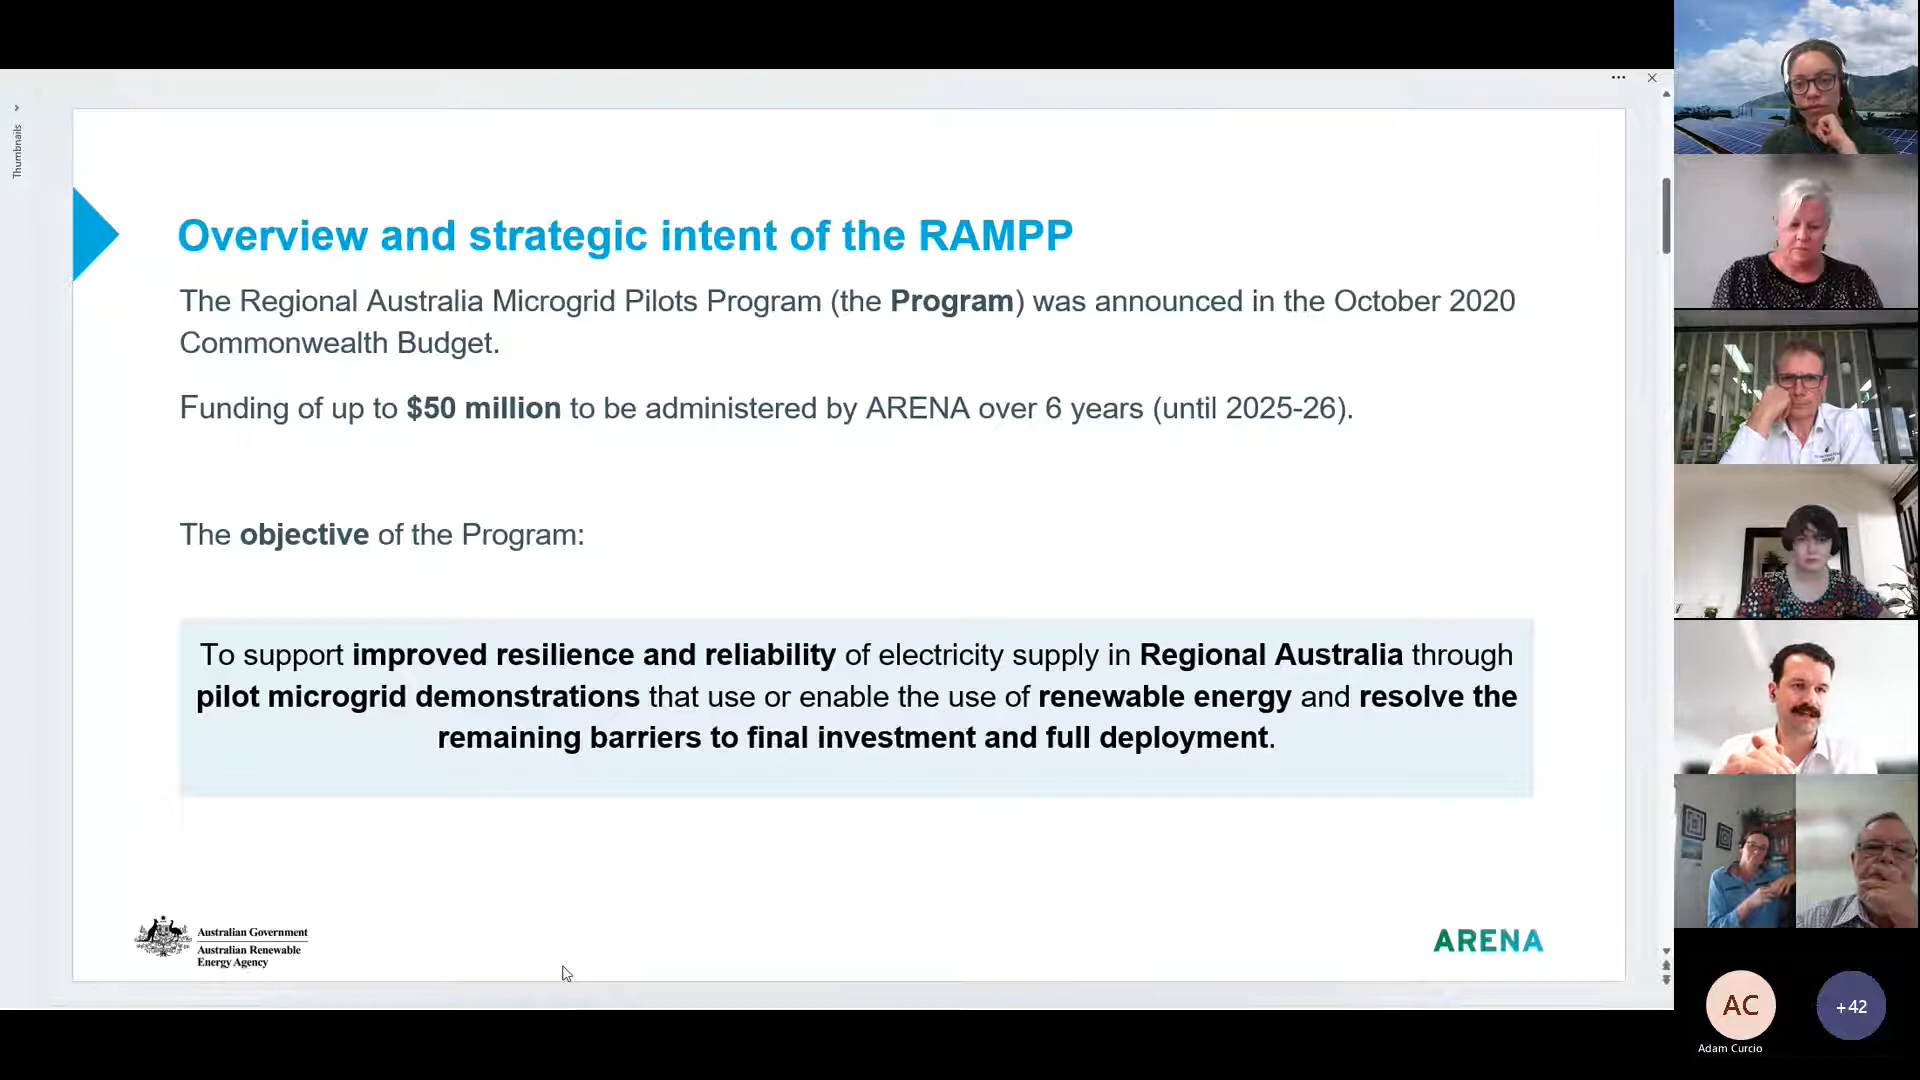 Thumbnails
Overview and strategic intent of the RAMPP
The Regional Australia Microgrid Pilots Program (the Program) was announced in the October 2020
Commonwealth Budget.
Funding of up to $50 million to be administered by ARENA over 6 years (until 2025-26).
The objective of the Program:
To support improved resilience and reliability of electricity supply in Regional Australia through
pilot microgrid demonstrations that use or enable the use of renewable energy and resolve the
remaining barriers to final investment and full deployment.
Australian Government
Australian Renewable
Energy Agency
ARENA
AC
Adam Curcio
+42